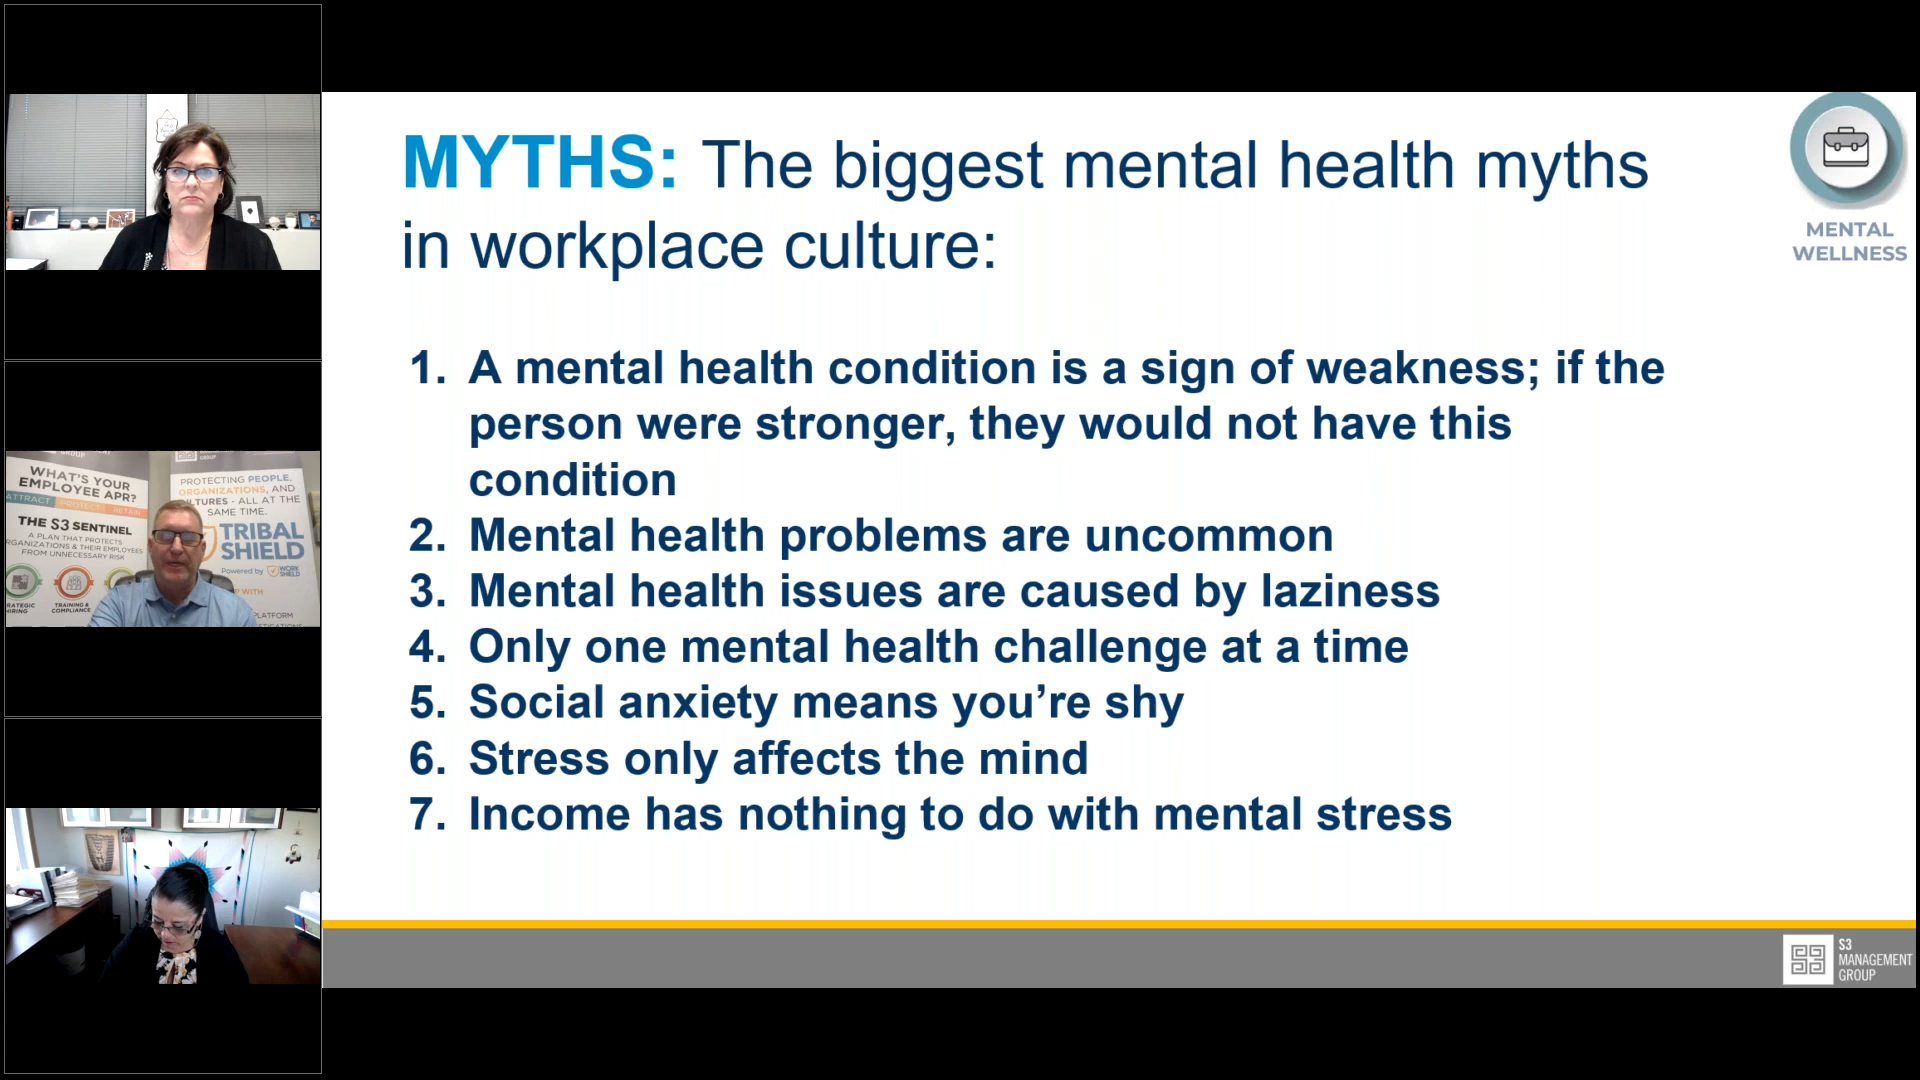 MYTHS: The biggest mental health myths
in workplace culture:
1. A mental health condition is a sign of weakness; if the
person were stronger, they would not have this
condition
2. Mental health problems are uncommon
3. Mental health issues are caused by laziness
4. Only one mental health challenge at a time
5. Social anxiety means you’re shy
6. Stress only affects the mind
7. Income has nothing to do with mental stress
MENTAL
WELLNESS
S3
MANAGEMENT
GROUP
GROUP
WHAT'S YOUR
EMPLOYEE APR?
ATTRACT PROTECT RETAIN
THE S3 SENTINEL
A PLAN THAT PROTECTS
ORGANIZATIONS & THEIR EMPLOYEES
FROM UNNECESSARY RISK
TRAINING &
COMPLIANCE
GROUP
PROTECTING PEOPLE,
ORGANIZATIONS, AND
CULTURES - ALL AT THE
SAME TIME.
TRIBAL
SHIELD
Powered by WORK
SHIELD
WITH
PLATFORM